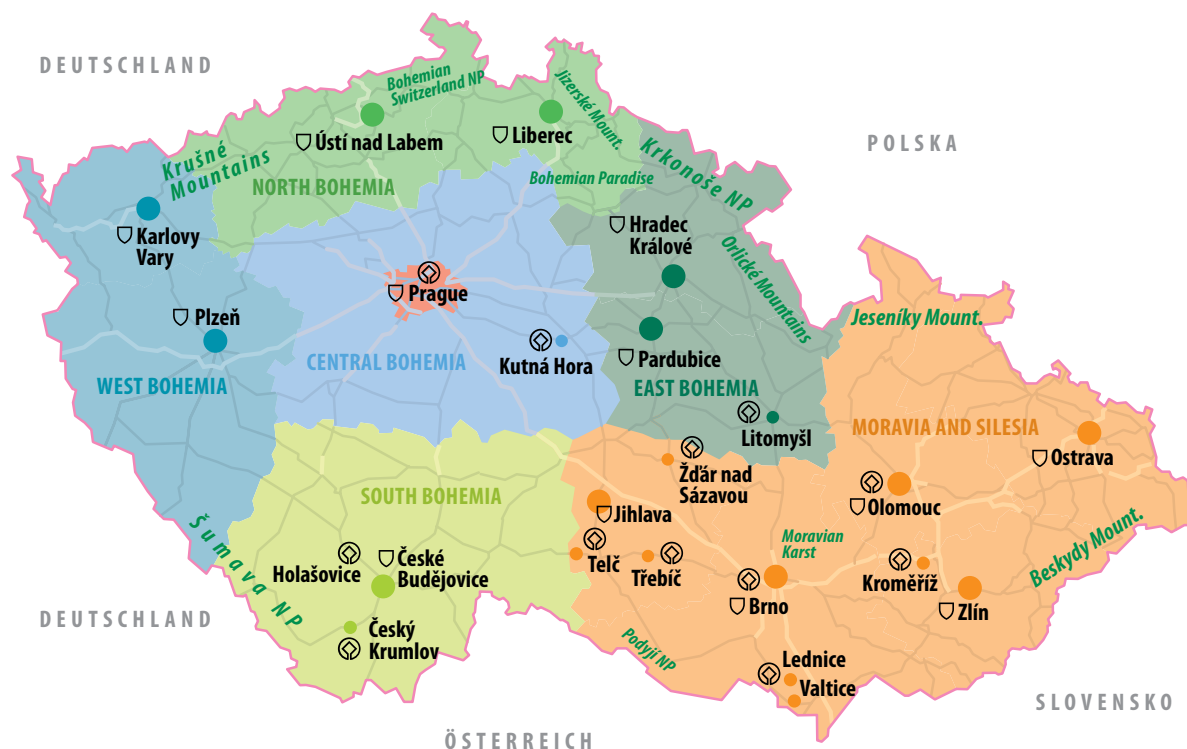 DEUTSCHLAND
Bohemian
Switzerland NP
Jizerské Mount.
Ústí nad Labem
Liberec
POLSKA
Krušné
Mountains
NORTH BOHEMIA
Bohemian Paradise
Krkonoše NP
Karlovy
Vary
Hradec
Králové
Orlické Mountains
Prague
Plzeň
Jeseníky Mount.
WEST BOHEMIA
CENTRAL BOHEMIA
Kutná Hora
Pardubice
EAST BOHEMIA
Litomyšl
MORAVIA AND SILESIA
Ostrava
Žďár nad
Sázavou
SOUTH BOHEMIA
Olomouc
Jihlava
Šumava NP
Holašovice
České
Budějovice
Telč
Třebíč
Moravian
Karst
Kroměříž
Beskydy Mount.
Brno
Zlín
DEUTSCHLAND
Český
Krumlov
Podyjí NP
Lednice
Valtice
SLOVENSKO
ÖSTERREICH